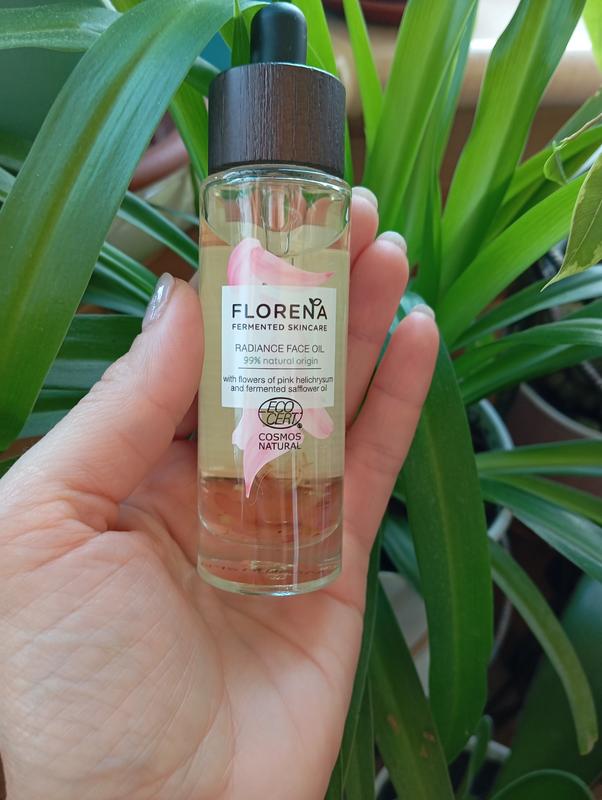 FLORENA
FERMENTED SKINCARE
RADIANCE FACE OIL
99% natural origin
with flowers of pink helichrysum
and fermented safflower oil
ECO
CERT®
COSMOS
NATURAL